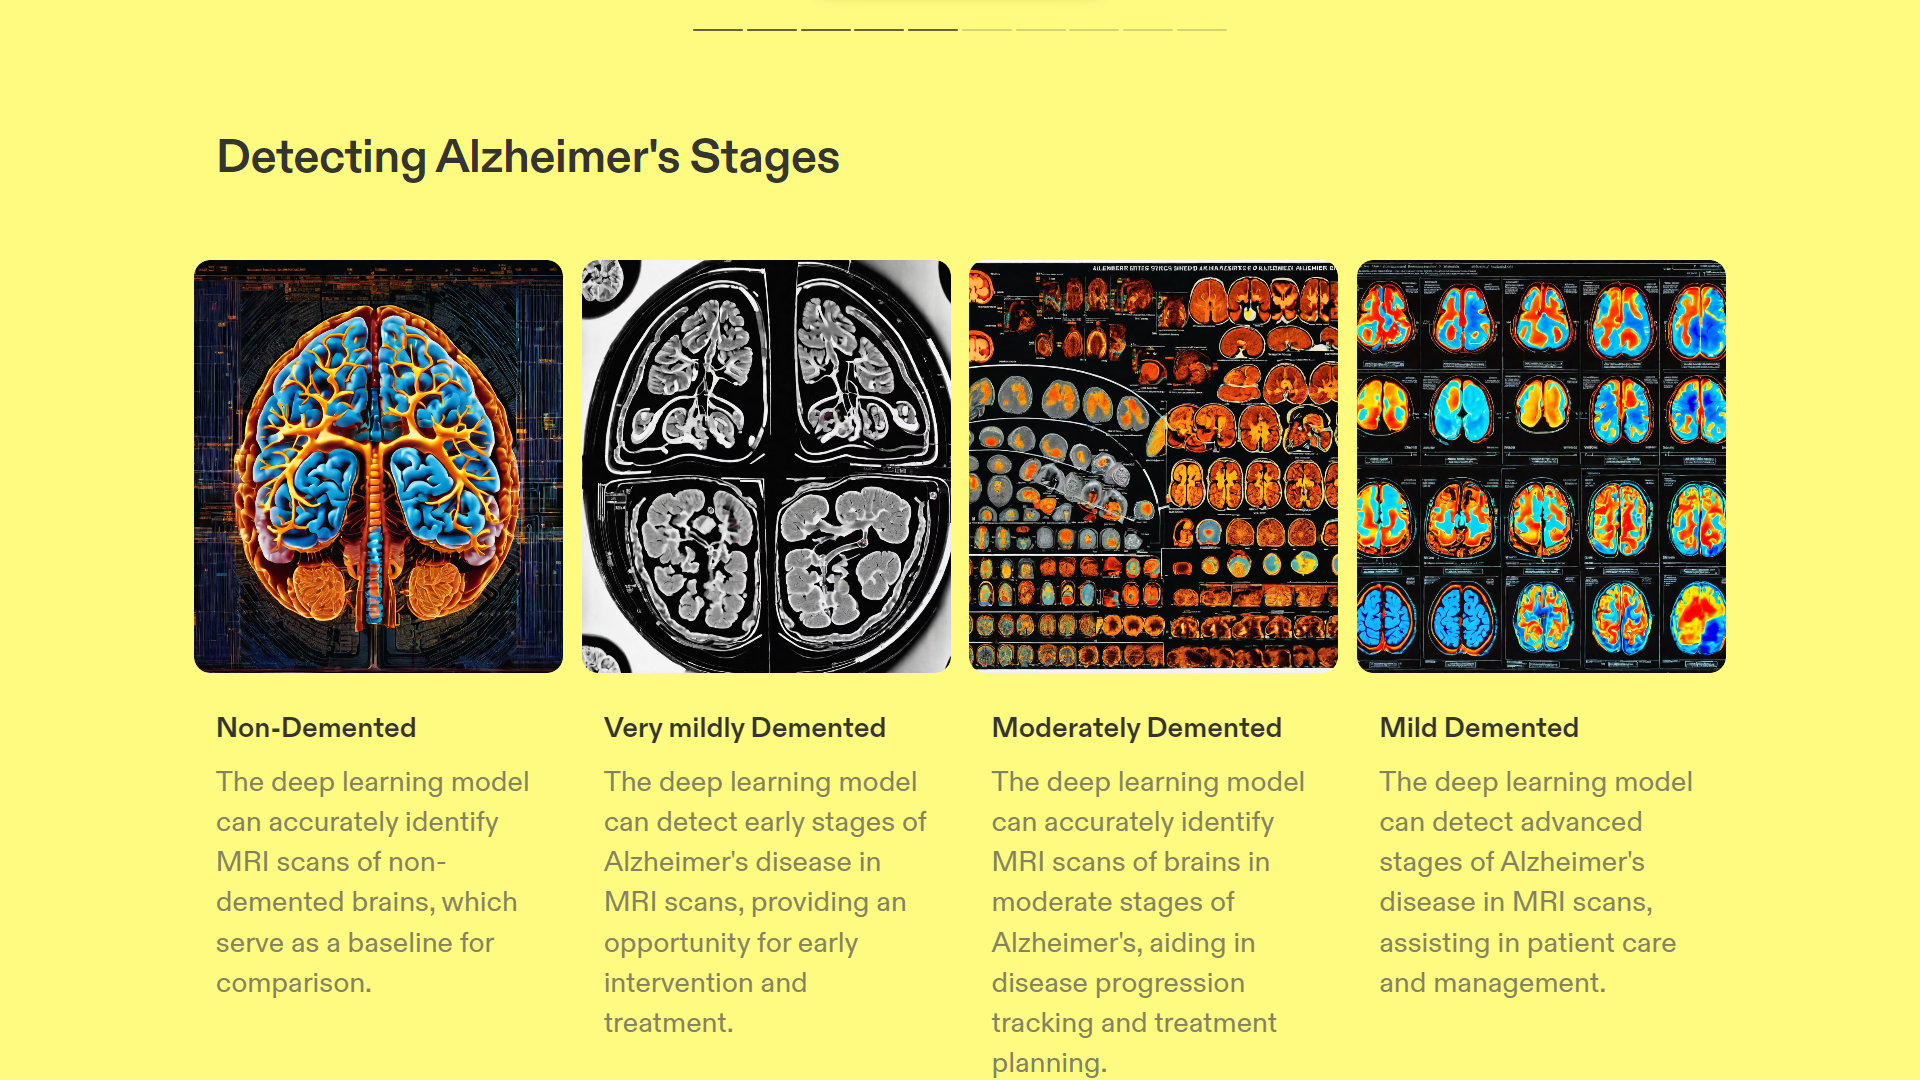 Detecting Alzheimer's Stages
Non-Demented
The deep learning model
can accurately identify
MRI scans of non-
demented brains, which
serve as a baseline for
comparison.
Very mildly Demented
The deep learning model
can detect early stages of
Alzheimer's disease in
MRI scans, providing an
opportunity for early
intervention and
treatment.
Moderately Demented
The deep learning model
can accurately identify
MRI scans of brains in
moderate stages of
Alzheimer's, aiding in
disease progression
tracking and treatment
planning.
Mild Demented
The deep learning model
can detect advanced
stages of Alzheimer's
disease in MRI scans,
assisting in patient care
and management.